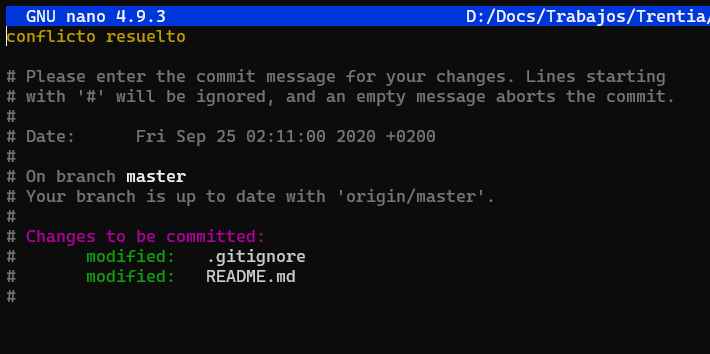 GNU nano 4.9.3 D:/Docs/Trabajos/Trentia/
conflicto resuelto
# Please enter the commit message for your changes. Lines starting
# with '#' will be ignored, and an empty message aborts the commit.
#
# Date:      Fri Sep 25 02:11:00 2020 +0200
#
# On branch master
# Your branch is up to date with 'origin/master'.
#
# Changes to be committed:
#       modified:   .gitignore
#       modified:   README.md
#